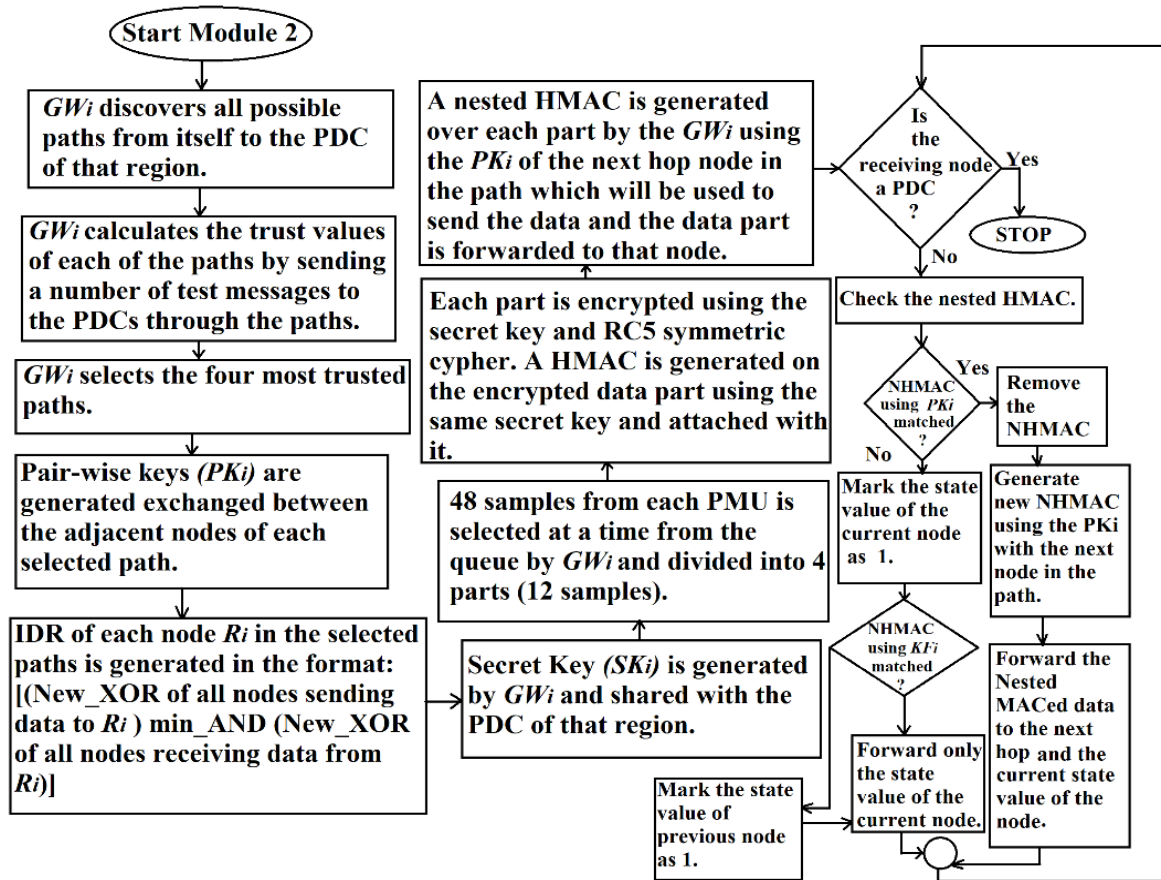 Start Module 2
GWi discovers all possible
paths from itself to the PDC
of that region.
GWi calculates the trust values
of each of the paths by sending
a number of test messages to
the PDCs through the paths.
GWi selects the four most trusted
paths.
Pair-wise keys (PKi) are
generated exchanged between
the adjacent nodes of each
selected path.
IDR of each node Ri in the selected
paths is generated in the format:
[(New_XOR of all nodes sending
data to Ri ) min_AND (New_XOR
of all nodes receiving data from
Ri)]
Secret Key (SKi) is generated
by GWi and shared with the
PDC of that region.
48 samples from each PMU is
selected at a time from the
queue by GWi and divided into 4
parts (12 samples).
Each part is encrypted using the
secret key and RC5 symmetric
cypher. A HMAC is generated on
the encrypted data part using the
same secret key and attached with
it.
A nested HMAC is generated
over each part by the GWi using
the PKi of the next hop node in
the path which will be used to
send the data and the data part
is forwarded to that node.
Is
the
receiving node
a PDC
?
Yes
STOP
No
Check the nested HMAC.
NHMAC
using PKi
matched
?
Yes
Remove
the
NHMAC
Generate
new NHMAC
using the PKi
with the next
node in the
path.
Forward the
Nested
MACed data
to the next
hop and the
current state
value of the
node.
No
Mark the state
value of the
current node
as 1.
NHMAC
using KFi
matched
?
Forward only
the state
value of the
current node.
Mark the state
value of
previous node
as 1.